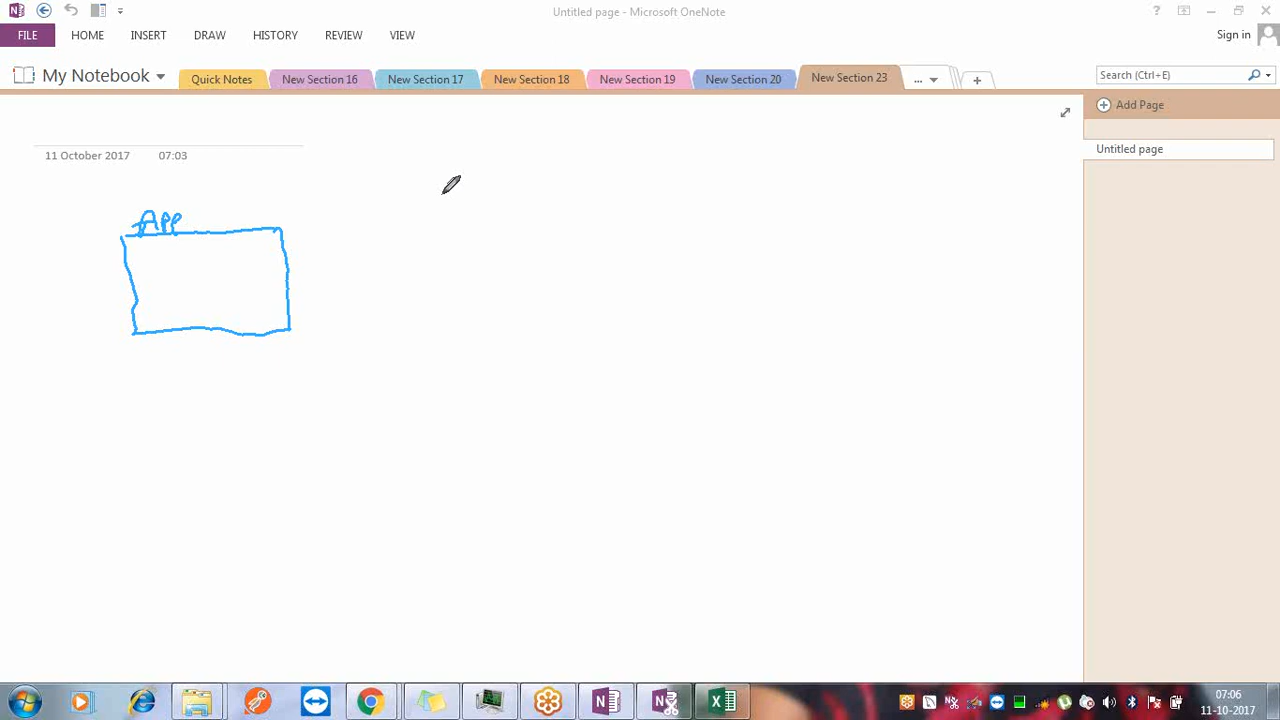 Untitled page - Microsoft OneNote
?
Sign in
FILE HOME INSERT DRAW HISTORY REVIEW VIEW
My Notebook
Quick Notes New Section 16 New Section 17 New Section 18 New Section 19 New Section 20 New Section 23 ... +
Search (Ctrl+E)
Add Page
Untitled page
11 October 2017 07:03
App
07:06
11-10-2017